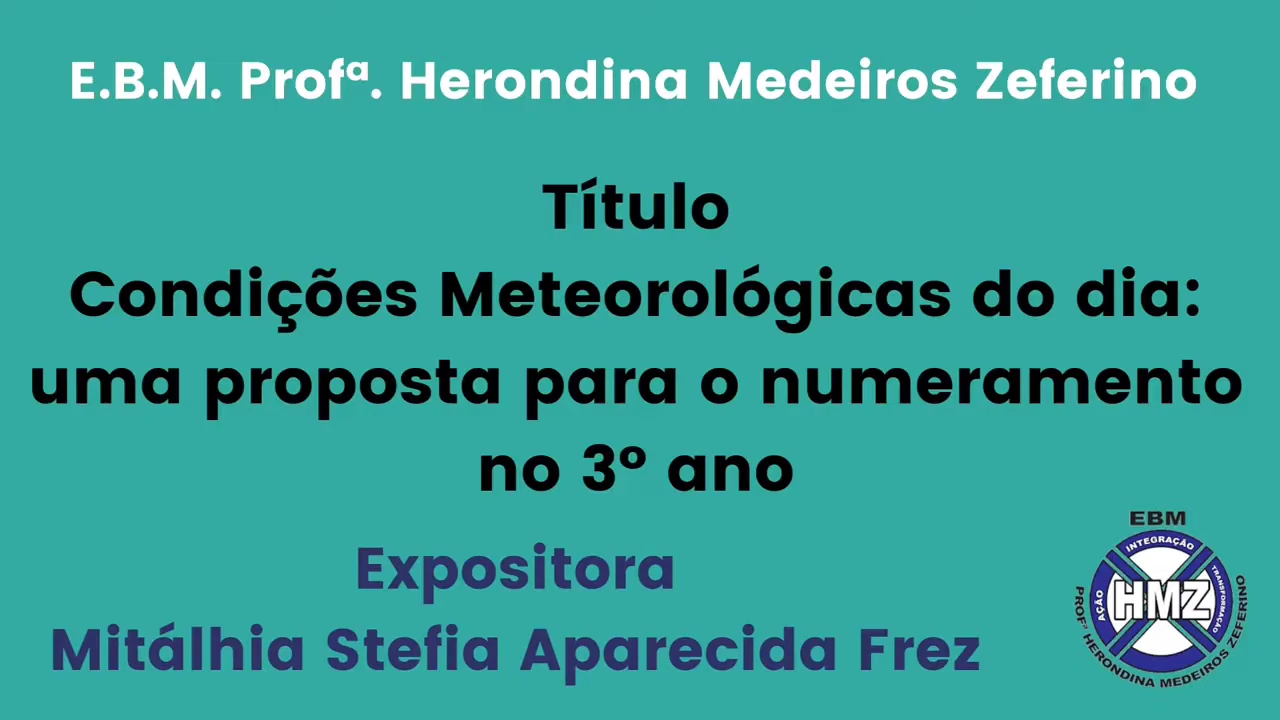 E.B.M. Profª. Herondina Medeiros Zeferino
Título
Condições Meteorológicas do dia:
uma proposta para o numeramento
no 3º ano
Expositora
Mitálhia Stefia Aparecida Frez
EBM
INTEGRAÇÃO
AÇÃO
HMZ
TRANSFORMAÇÃO
PROFª HERONDINA MEDEIROS ZEFERINO